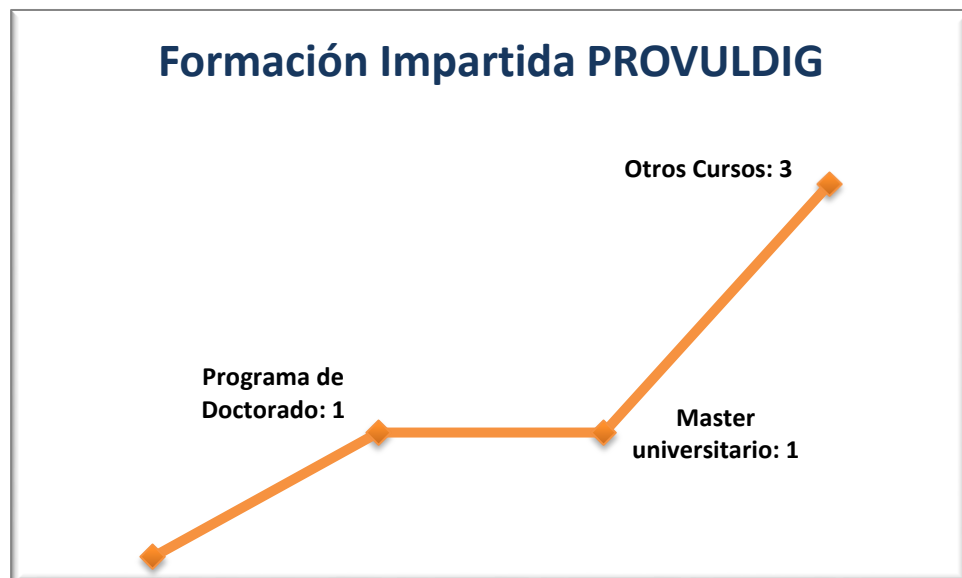 Formación Impartida PROVULDIG
Otros Cursos: 3
Programa de
Doctorado: 1
Master
universitario: 1